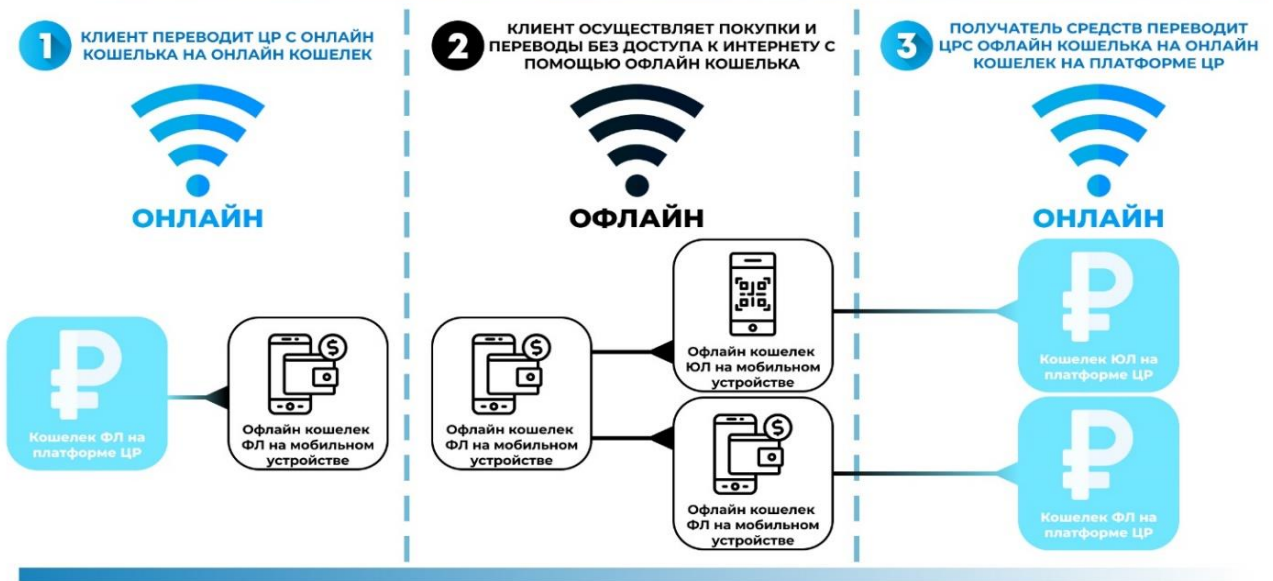 1
КЛИЕНТ ПЕРЕВОДИТ ЦР С ОНЛАЙН
КОШЕЛЬКА НА ОНЛАЙН КОШЕЛЕК
ОНЛАЙН
Кошелек ФЛ на
платформе ЦР
$
Офлайн кошелек
ФЛ на мобильном
устройстве
2
КЛИЕНТ ОСУЩЕСТВЛЯЕТ ПОКУПКИ И
ПЕРЕВОДЫ БЕЗ ДОСТУПА К ИНТЕРНЕТУ С
ПОМОЩЬЮ ОФЛАЙН КОШЕЛЬКА
ОФЛАЙН
$
Офлайн кошелек
ФЛ на мобильном
устройстве
Офлайн кошелек
ЮЛ на мобильном
устройстве
$
Офлайн кошелек
ФЛ на мобильном
устройстве
3
ПОЛУЧАТЕЛЬ СРЕДСТВ ПЕРЕВОДИТ
ЦРС ОФЛАЙН КОШЕЛЬКА НА ОНЛАЙН
КОШЕЛЕК НА ПЛАТФОРМЕ ЦР
ОНЛАЙН
Кошелек ЮЛ на
платформе ЦР
Кошелек ФЛ на
платформе ЦР